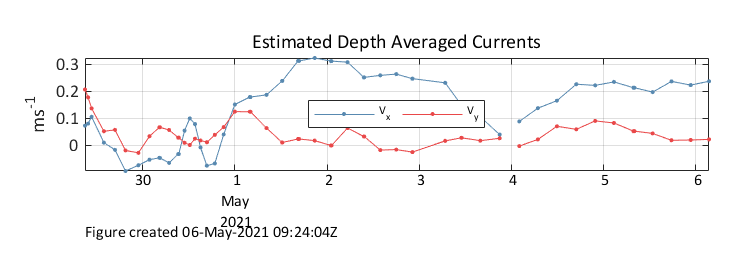 Estimated Depth Averaged Currents
ms-1
0.3
0.2
0.1
0
Vx Vy
30 1 2 3 4 5 6
May
2021
Figure created 06-May-2021 09:24:04Z